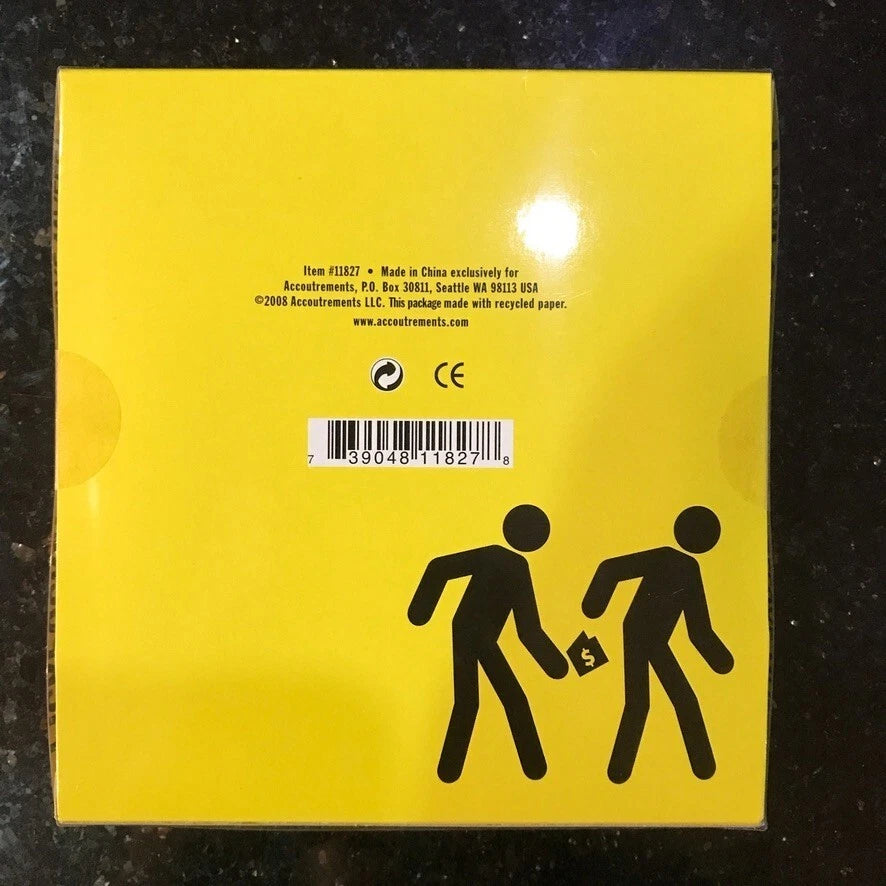 Item #11827 • Made in China exclusively for
Accoutrements, P.O. Box 30811, Seattle WA 98113 USA
©2008 Accoutrements LLC. This package made with recycled paper.
www.accoutrements.com
CE
7 39048 11827 8
$